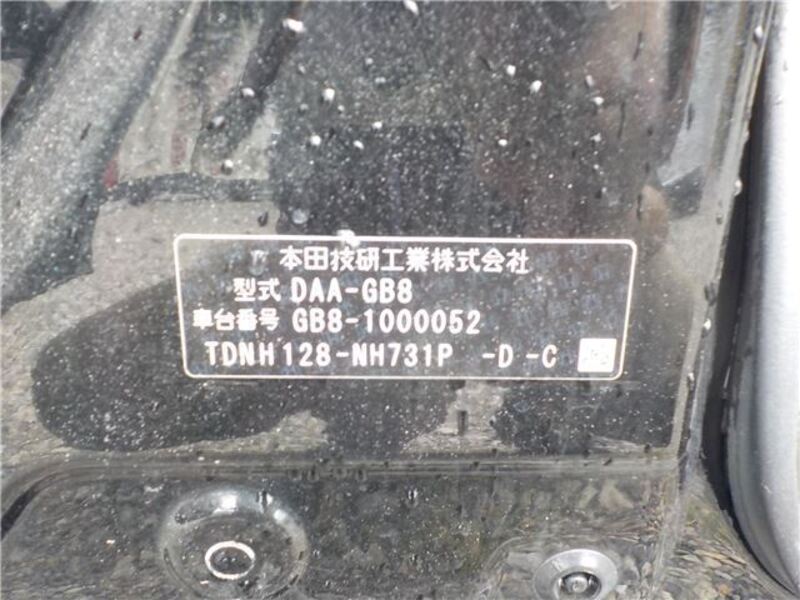 本田技研工業株式会社
型式 DAA-GB8
車台番号 GB8-1000052
TDNH128-NH731P -D -C